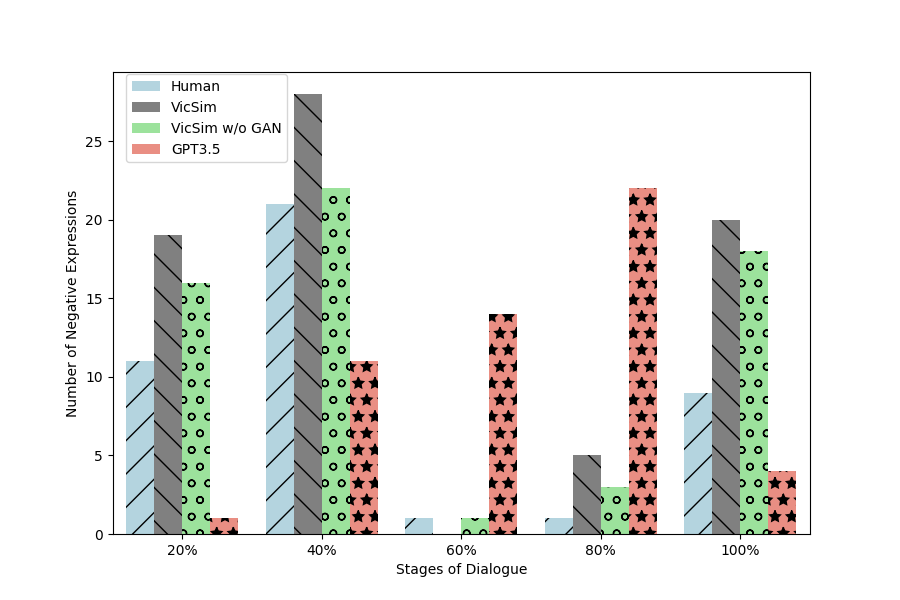 Human
VicSim
VicSim w/o GAN
GPT3.5
25
20
15
10
5
0
Number of Negative Expressions
20% 40% 60% 80% 100%
Stages of Dialogue